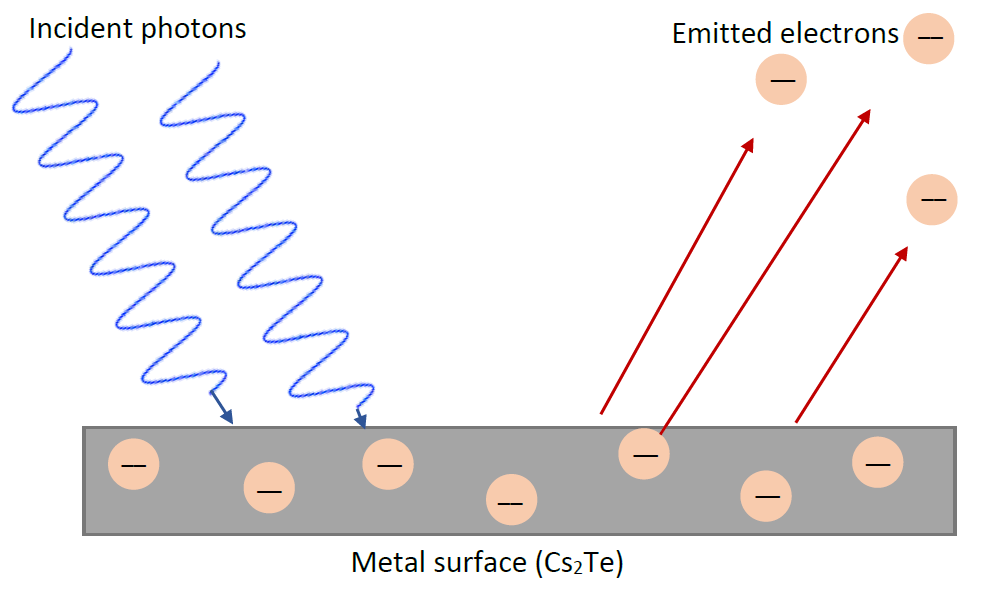 Incident photons
Emitted electrons
Metal surface (Cs₂Te)